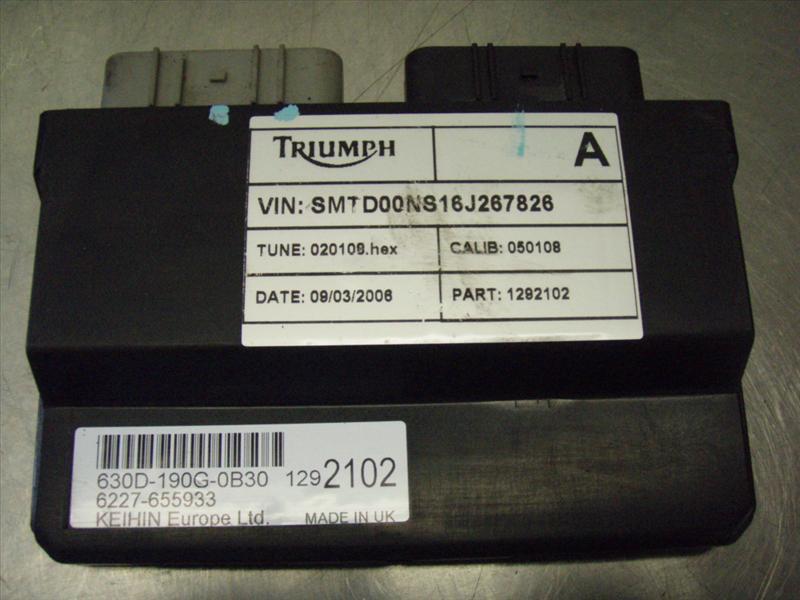 TRIUMPH
A
VIN: SMTD00NS16J267826
TUNE: 020108.hex CALIB: 050108
DATE: 09/03/2006 PART: 1292102
630D-190G-0B30 1292102
6227-655933
KEIHIN Europe Ltd. MADE IN UK